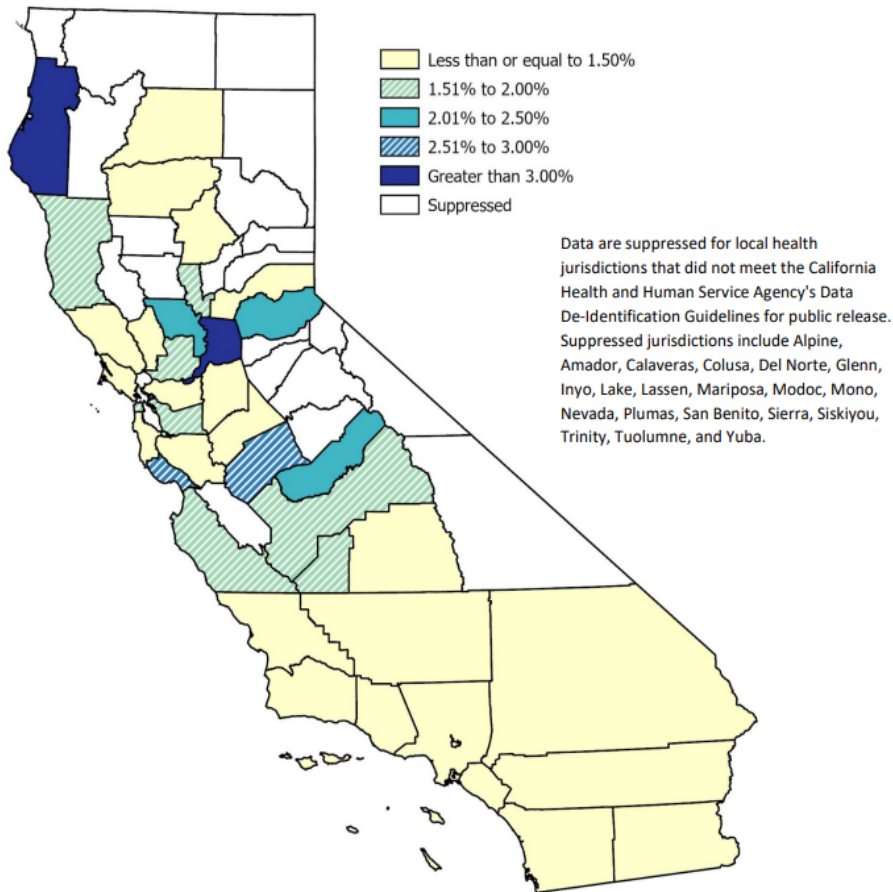 Less than or equal to 1.50%
1.51% to 2.00%
2.01% to 2.50%
2.51% to 3.00%
Greater than 3.00%
Suppressed
Data are suppressed for local health
jurisdictions that did not meet the California
Health and Human Service Agency's Data
De-Identification Guidelines for public release.
Suppressed jurisdictions include Alpine,
Amador, Calaveras, Colusa, Del Norte, Glenn,
Inyo, Lake, Lassen, Mariposa, Modoc, Mono,
Nevada, Plumas, San Benito, Sierra, Siskiyou,
Trinity, Tuolumne, and Yuba.